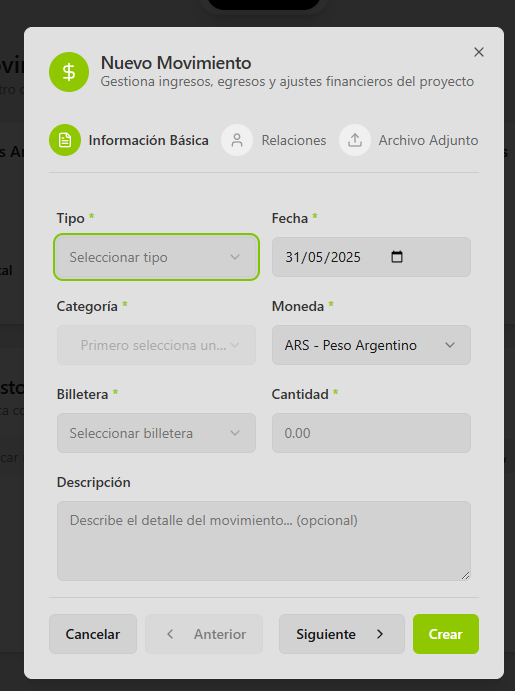 Nuevo Movimiento
Gestiona ingresos, egresos y ajustes financieros del proyecto
Información Básica Relaciones Archivo Adjunto
Tipo * Fecha *
Seleccionar tipo 31/05/2025
Categoría * Moneda *
Primero selecciona un... ARS - Peso Argentino
Billetera * Cantidad *
Seleccionar billetera 0.00
Descripción
Describe el detalle del movimiento... (opcional)
Cancelar Anterior Siguiente Crear